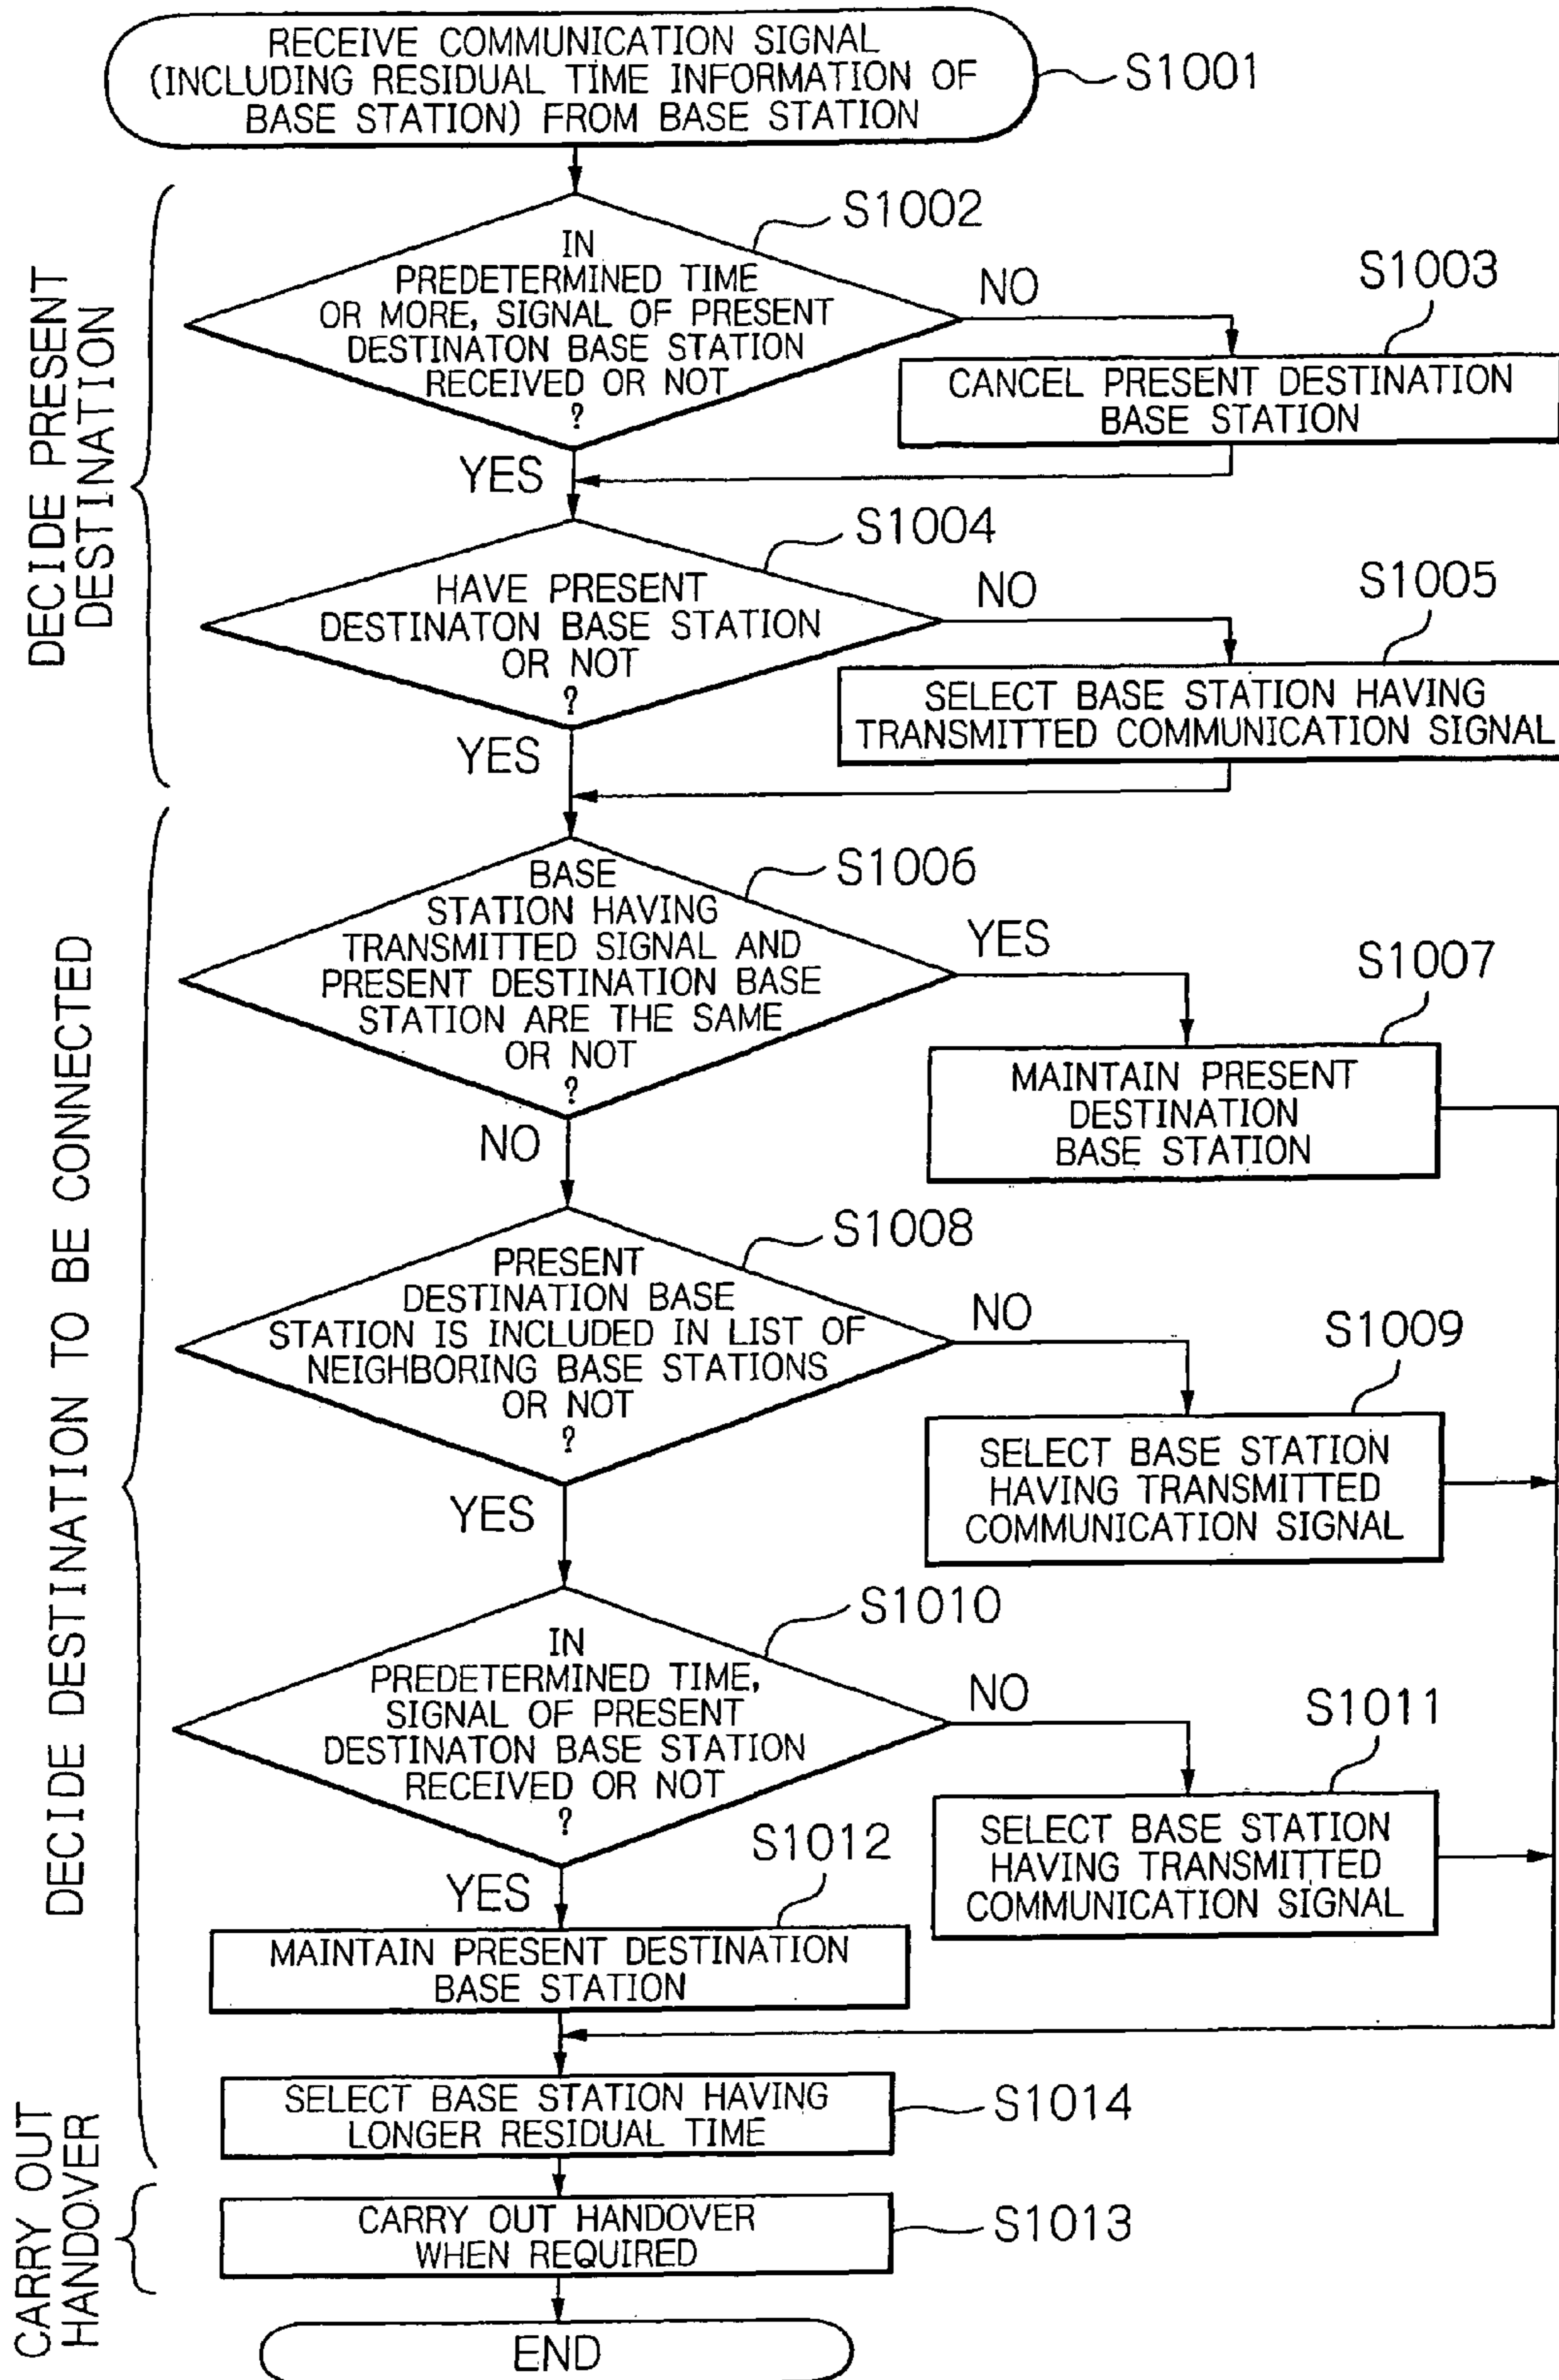 RECEIVE COMMUNICATION SIGNAL
(INCLUDING RESIDUAL TIME INFORMATION OF
BASE STATION) FROM BASE STATION
S1001
DECIDE PRESENT
DESTINATION
S1002
IN
PREDETERMINED TIME
OR MORE, SIGNAL OF PRESENT
DESTINATON BASE STATION
RECEIVED OR NOT
?
NO
S1003
CANCEL PRESENT DESTINATION
BASE STATION
YES
S1004
HAVE PRESENT
DESTINATON BASE STATION
OR NOT
?
NO
S1005
SELECT BASE STATION HAVING
TRANSMITTED COMMUNICATION SIGNAL
YES
DECIDE DESTINATION TO BE CONNECTED
S1006
BASE
STATION HAVING
TRANSMITTED SIGNAL AND
PRESENT DESTINATION BASE
STATION ARE THE SAME
OR NOT
?
YES
S1007
MAINTAIN PRESENT
DESTINATION
BASE STATION
NO
S1008
PRESENT
DESTINATION BASE
STATION IS INCLUDED IN LIST OF
NEIGHBORING BASE STATIONS
OR NOT
?
NO
S1009
SELECT BASE STATION
HAVING TRANSMITTED
COMMUNICATION SIGNAL
YES
S1010
IN
PREDETERMINED TIME,
SIGNAL OF PRESENT
DESTINATON BASE STATION
RECEIVED OR NOT
?
NO
S1011
SELECT BASE STATION
HAVING TRANSMITTED
COMMUNICATION SIGNAL
YES
S1012
MAINTAIN PRESENT DESTINATION
BASE STATION
SELECT BASE STATION HAVING
LONGER RESIDUAL TIME
S1014
CARRY OUT
HANDOVER
CARRY OUT HANDOVER
WHEN REQUIRED
S1013
END